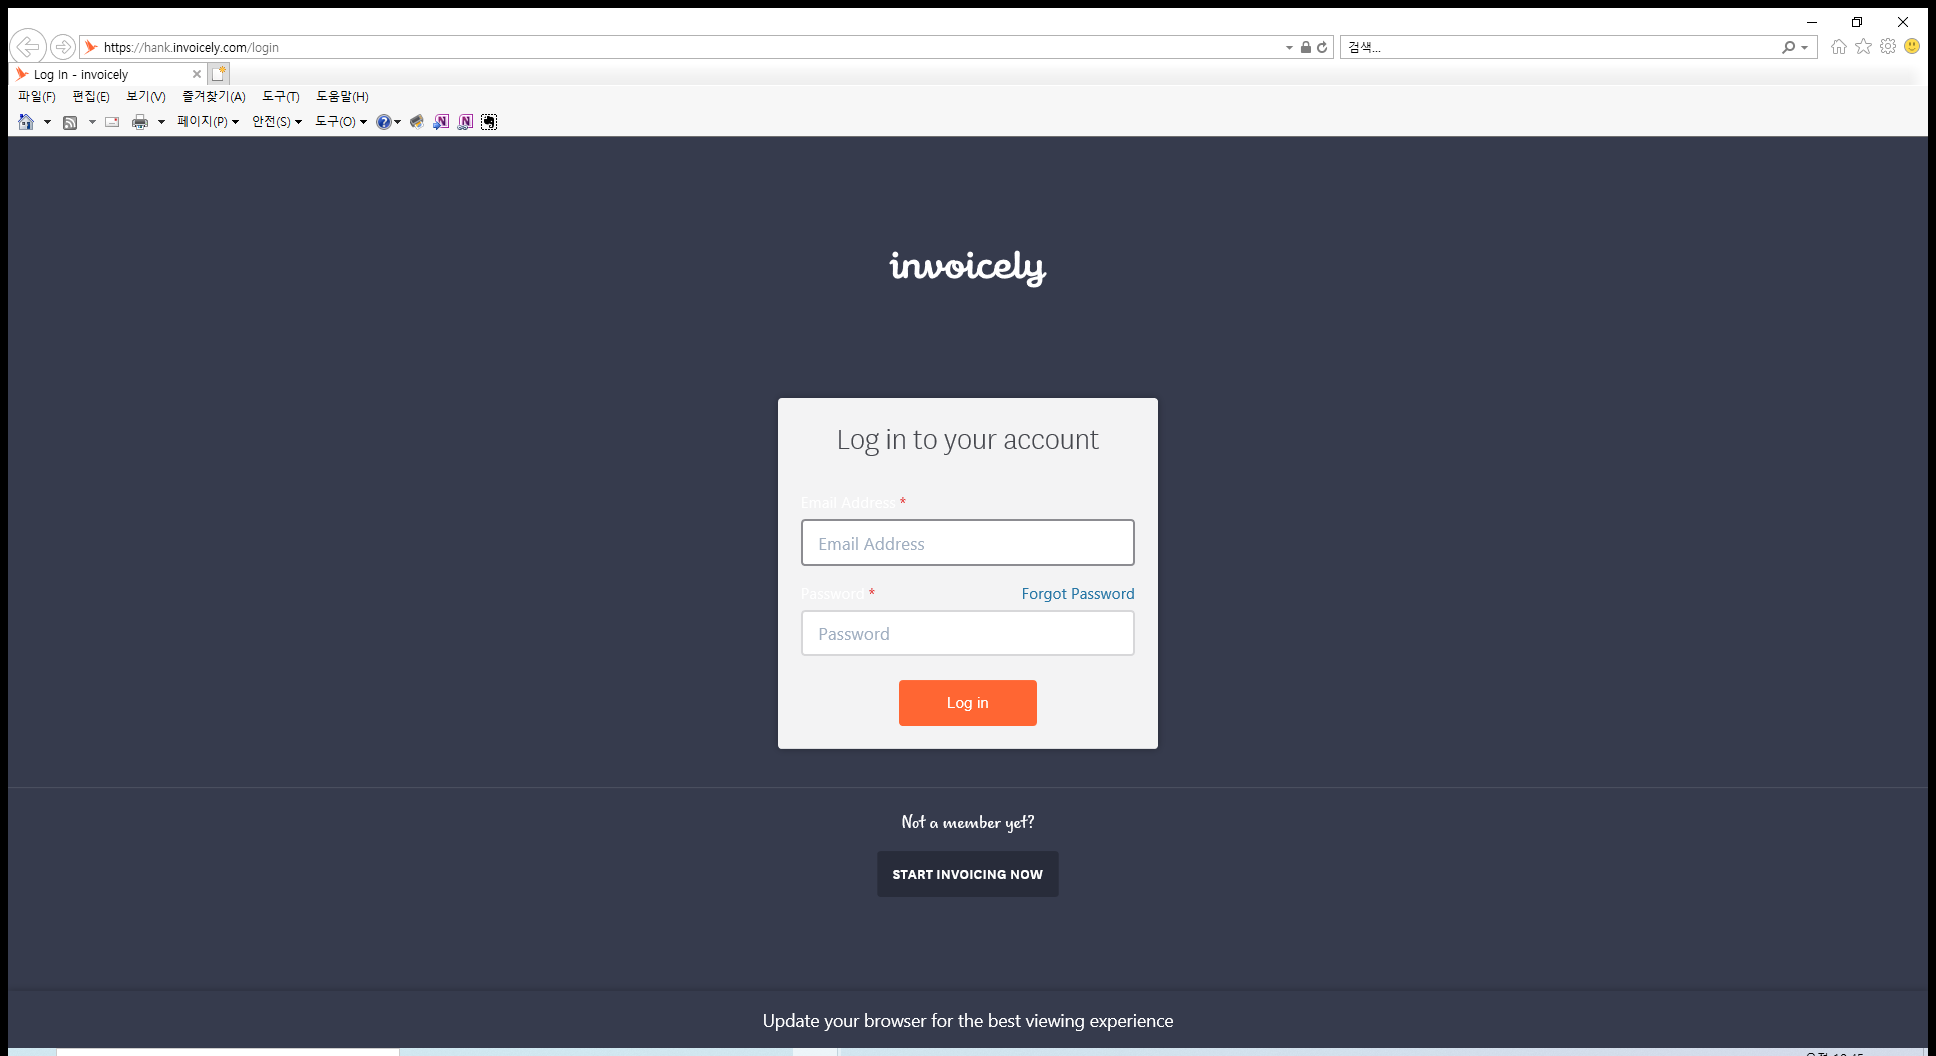 https://hank.invoicely.com/login
검색...
Log In - invoicely
파일(F) 편집(E) 보기(V) 즐겨찾기(A) 도구(T) 도움말(H)
페이지(P) 안전(S) 도구(O)
invoicely
Log in to your account
Email Address *
Email Address
Password * Forgot Password
Password
Log in
Not a member yet?
START INVOICING NOW
Update your browser for the best viewing experience